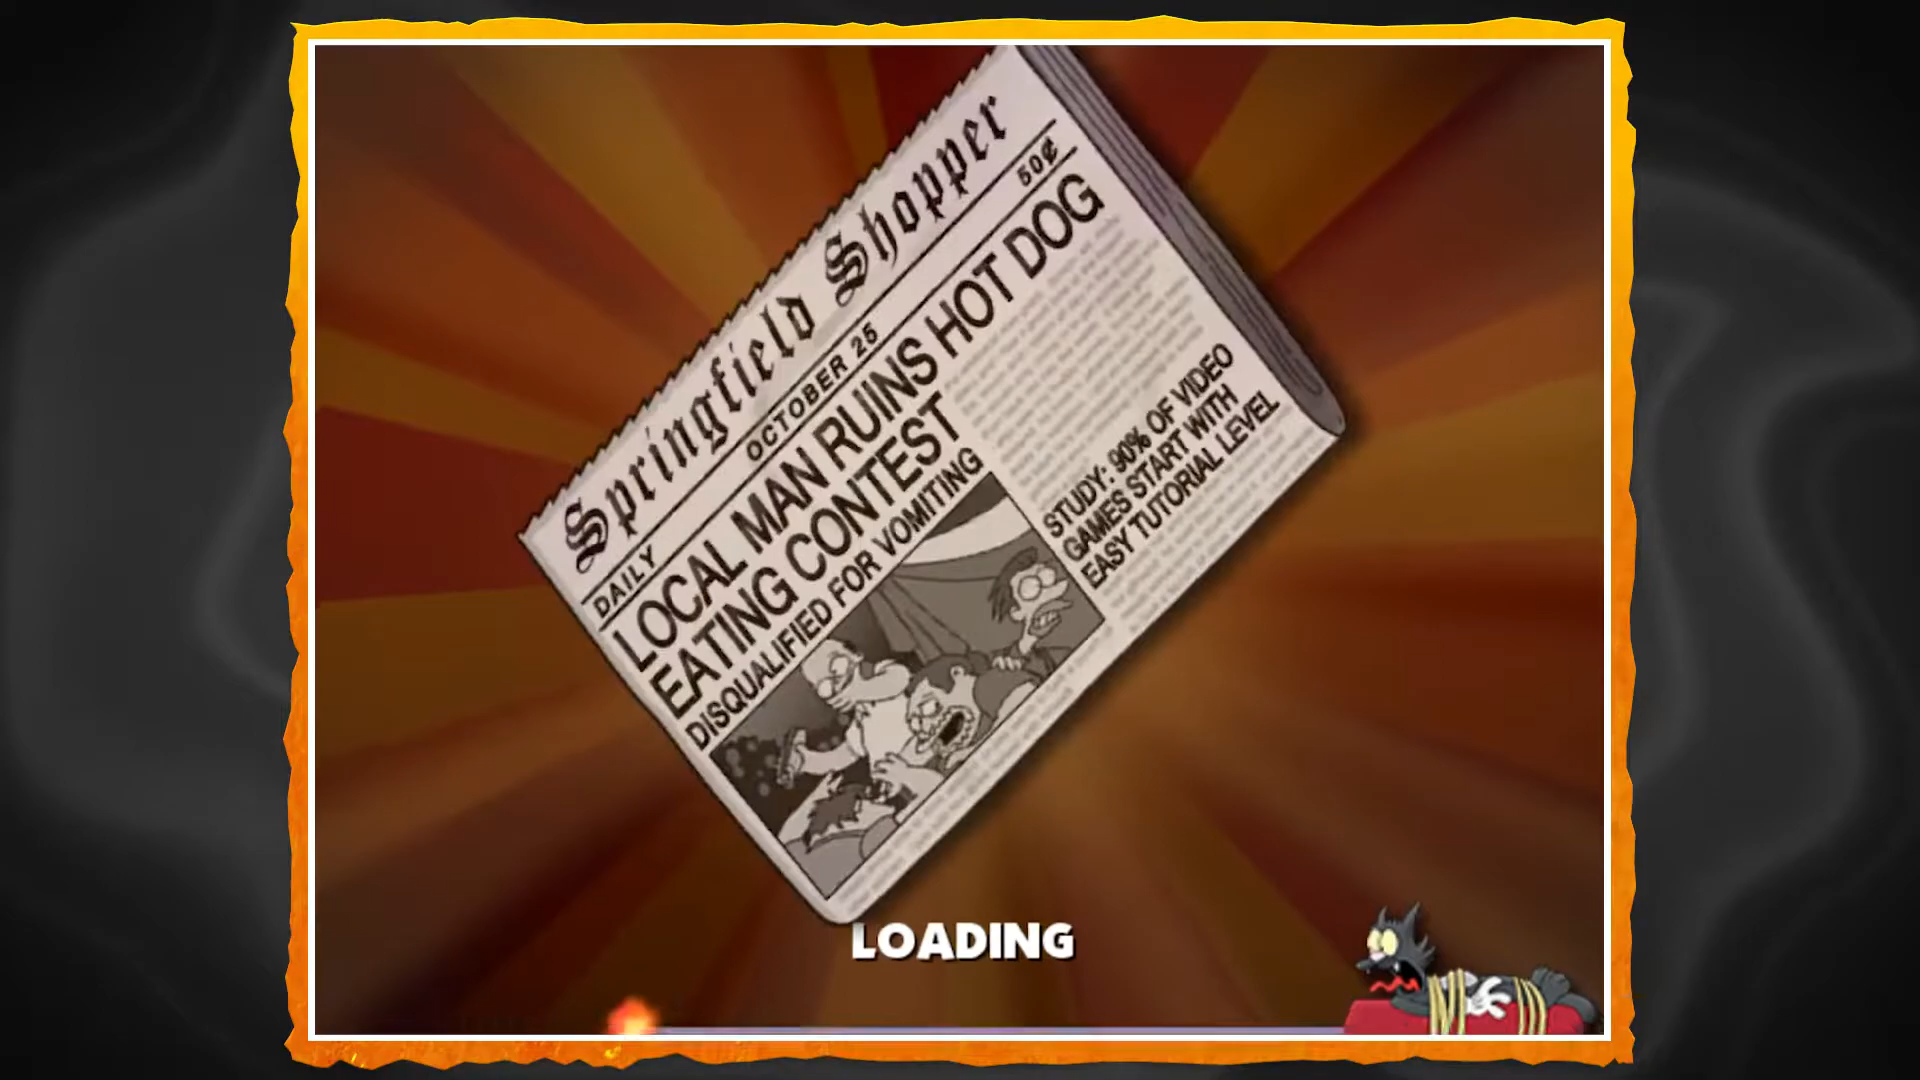 Springfield Shopper
DAILY OCTOBER 25 50¢
LOCAL MAN RUINS HOT DOG
EATING CONTEST
DISQUALIFIED FOR VOMITING
STUDY: 90% OF VIDEO
GAMES START WITH
EASY TUTORIAL LEVEL
LOADING